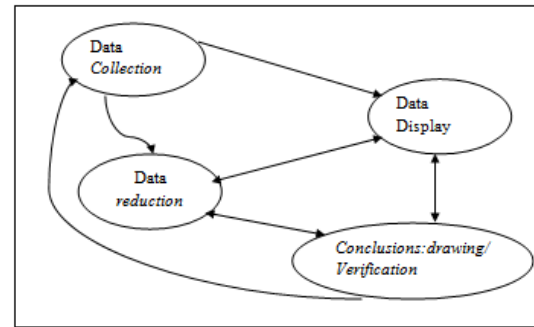 Data
Collection
Data
Display
Data
reduction
Conclusions:drawing/
Verification